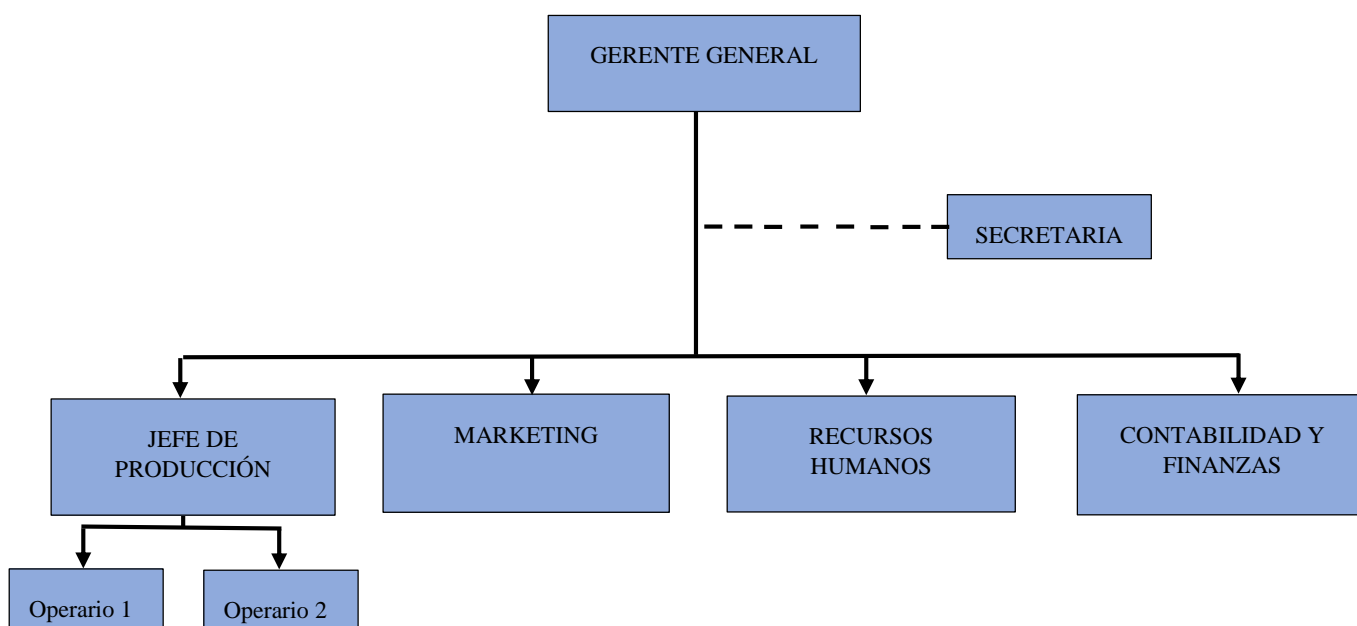 GERENTE GENERAL
SECRETARIA
JEFE DE
PRODUCCIÓN
MARKETING
RECURSOS
HUMANOS
CONTABILIDAD Y
FINANZAS
Operario 1
Operario 2